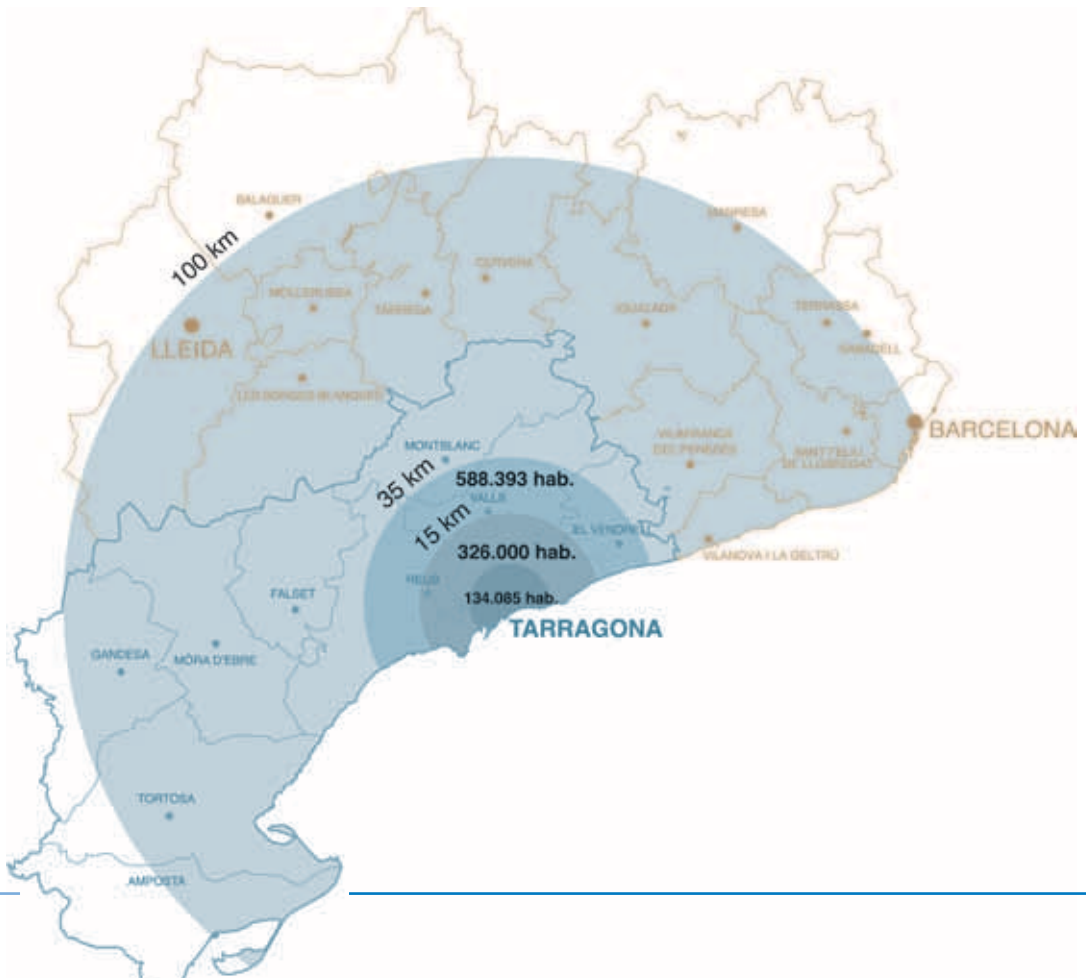 BALAGUER
MANRESA
100 km
CERVERA
MOLLERUSSA
TÀRREGA
IGUALADA
TERRASSA
SABADELL
LLEIDA
LES BORGES BLANQUES
BARCELONA
MONTBLANC
VILAFRANCA
DEL PENEDÈS
SANT FELIU
DE LLOBREGAT
35 km
588.393 hab.
VALLS
15 km
EL VENDRELL
VILANOVA I LA GELTRÚ
326.000 hab.
REUS
FALSET
134.085 hab.
TARRAGONA
GANDESA
MÓRA D'EBRE
TORTOSA
AMPOSTA